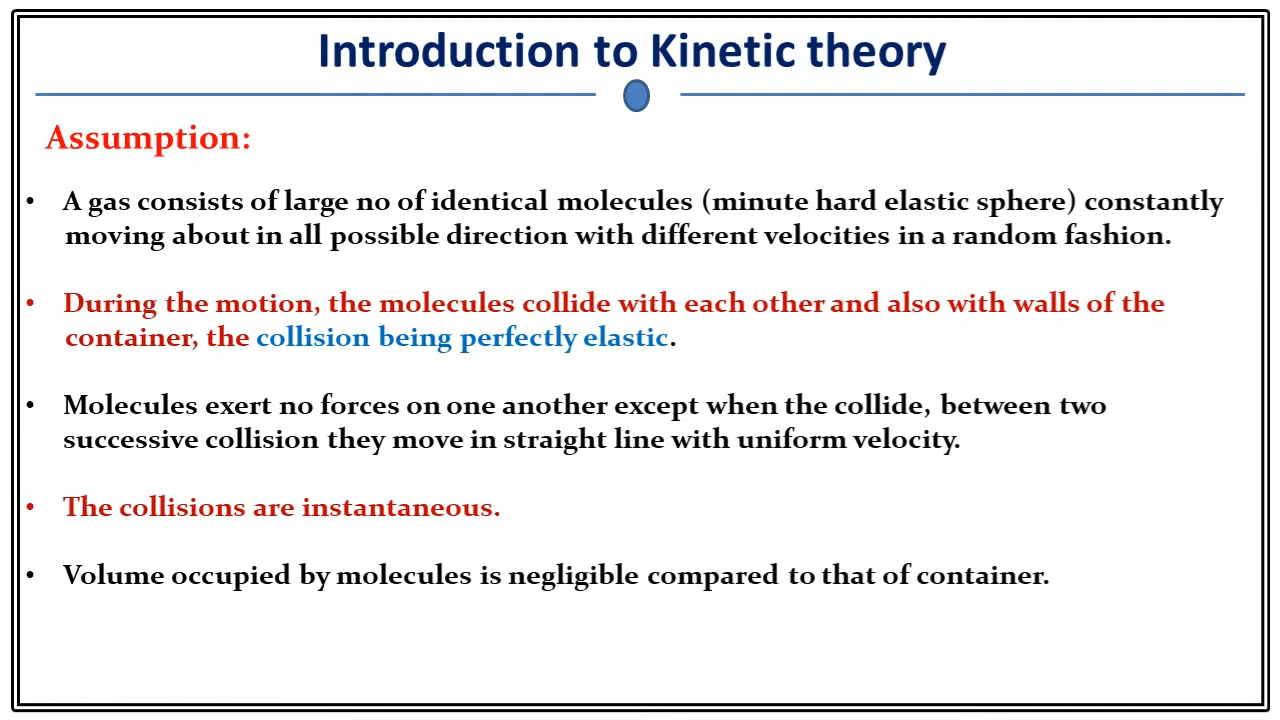 Introduction to Kinetic theory
Assumption:
• A gas consists of large no of identical molecules (minute hard elastic sphere) constantly
moving about in all possible direction with different velocities in a random fashion.
• During the motion, the molecules collide with each other and also with walls of the
container, the collision being perfectly elastic.
• Molecules exert no forces on one another except when the collide, between two
successive collision they move in straight line with uniform velocity.
• The collisions are instantaneous.
• Volume occupied by molecules is negligible compared to that of container.